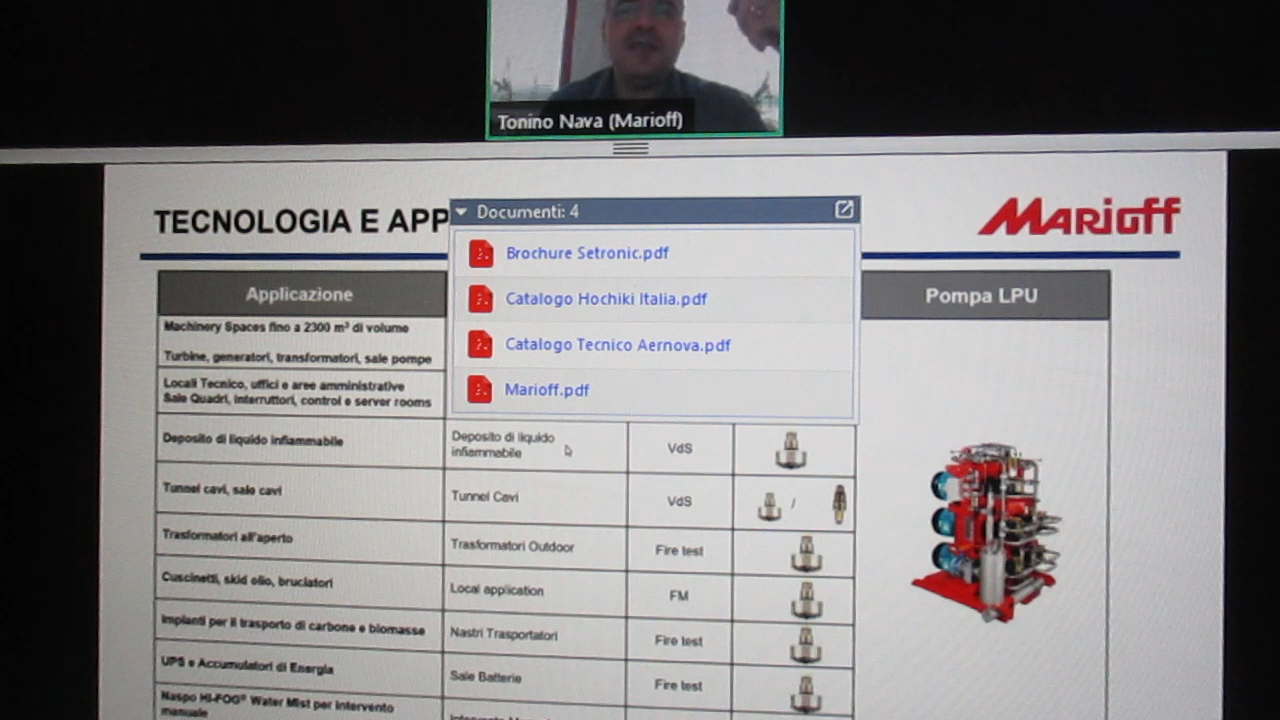 Tonino Nava (Marioff)
TECNOLOGIA E APP
Documenti: 4
MARIOFF
Brochure Setronic.pdf
Catalogo Hochiki Italia.pdf
Catalogo Tecnico Aernova.pdf
Marioff.pdf
Applicazione
Pompa LPU
Machinery Spaces fino a 2300 m³ di volume
Turbine, generatori, transformatori, sale pompe
Locali Tecnico, uffici e aree amministrative
Sale Quadri, interruttori, control e server rooms
Deposito di liquido infiammabile
Deposito di liquido
infiammabile
VdS
Tunnel cavi, sale cavi
Tunnel Cavi
VdS
/
Trasformatori all'aperto
Trasformatori Outdoor
Fire test
Cuscinetti, skid olio, bruciatori
Local application
FM
Impianti per il trasporto di carbone e biomasse
Nastri Trasportatori
Fire test
UPS e Accumulatori di Energia
Sale Batterie
Fire test
Naspo HI-FOG® Water Mist per Intervento
manuale